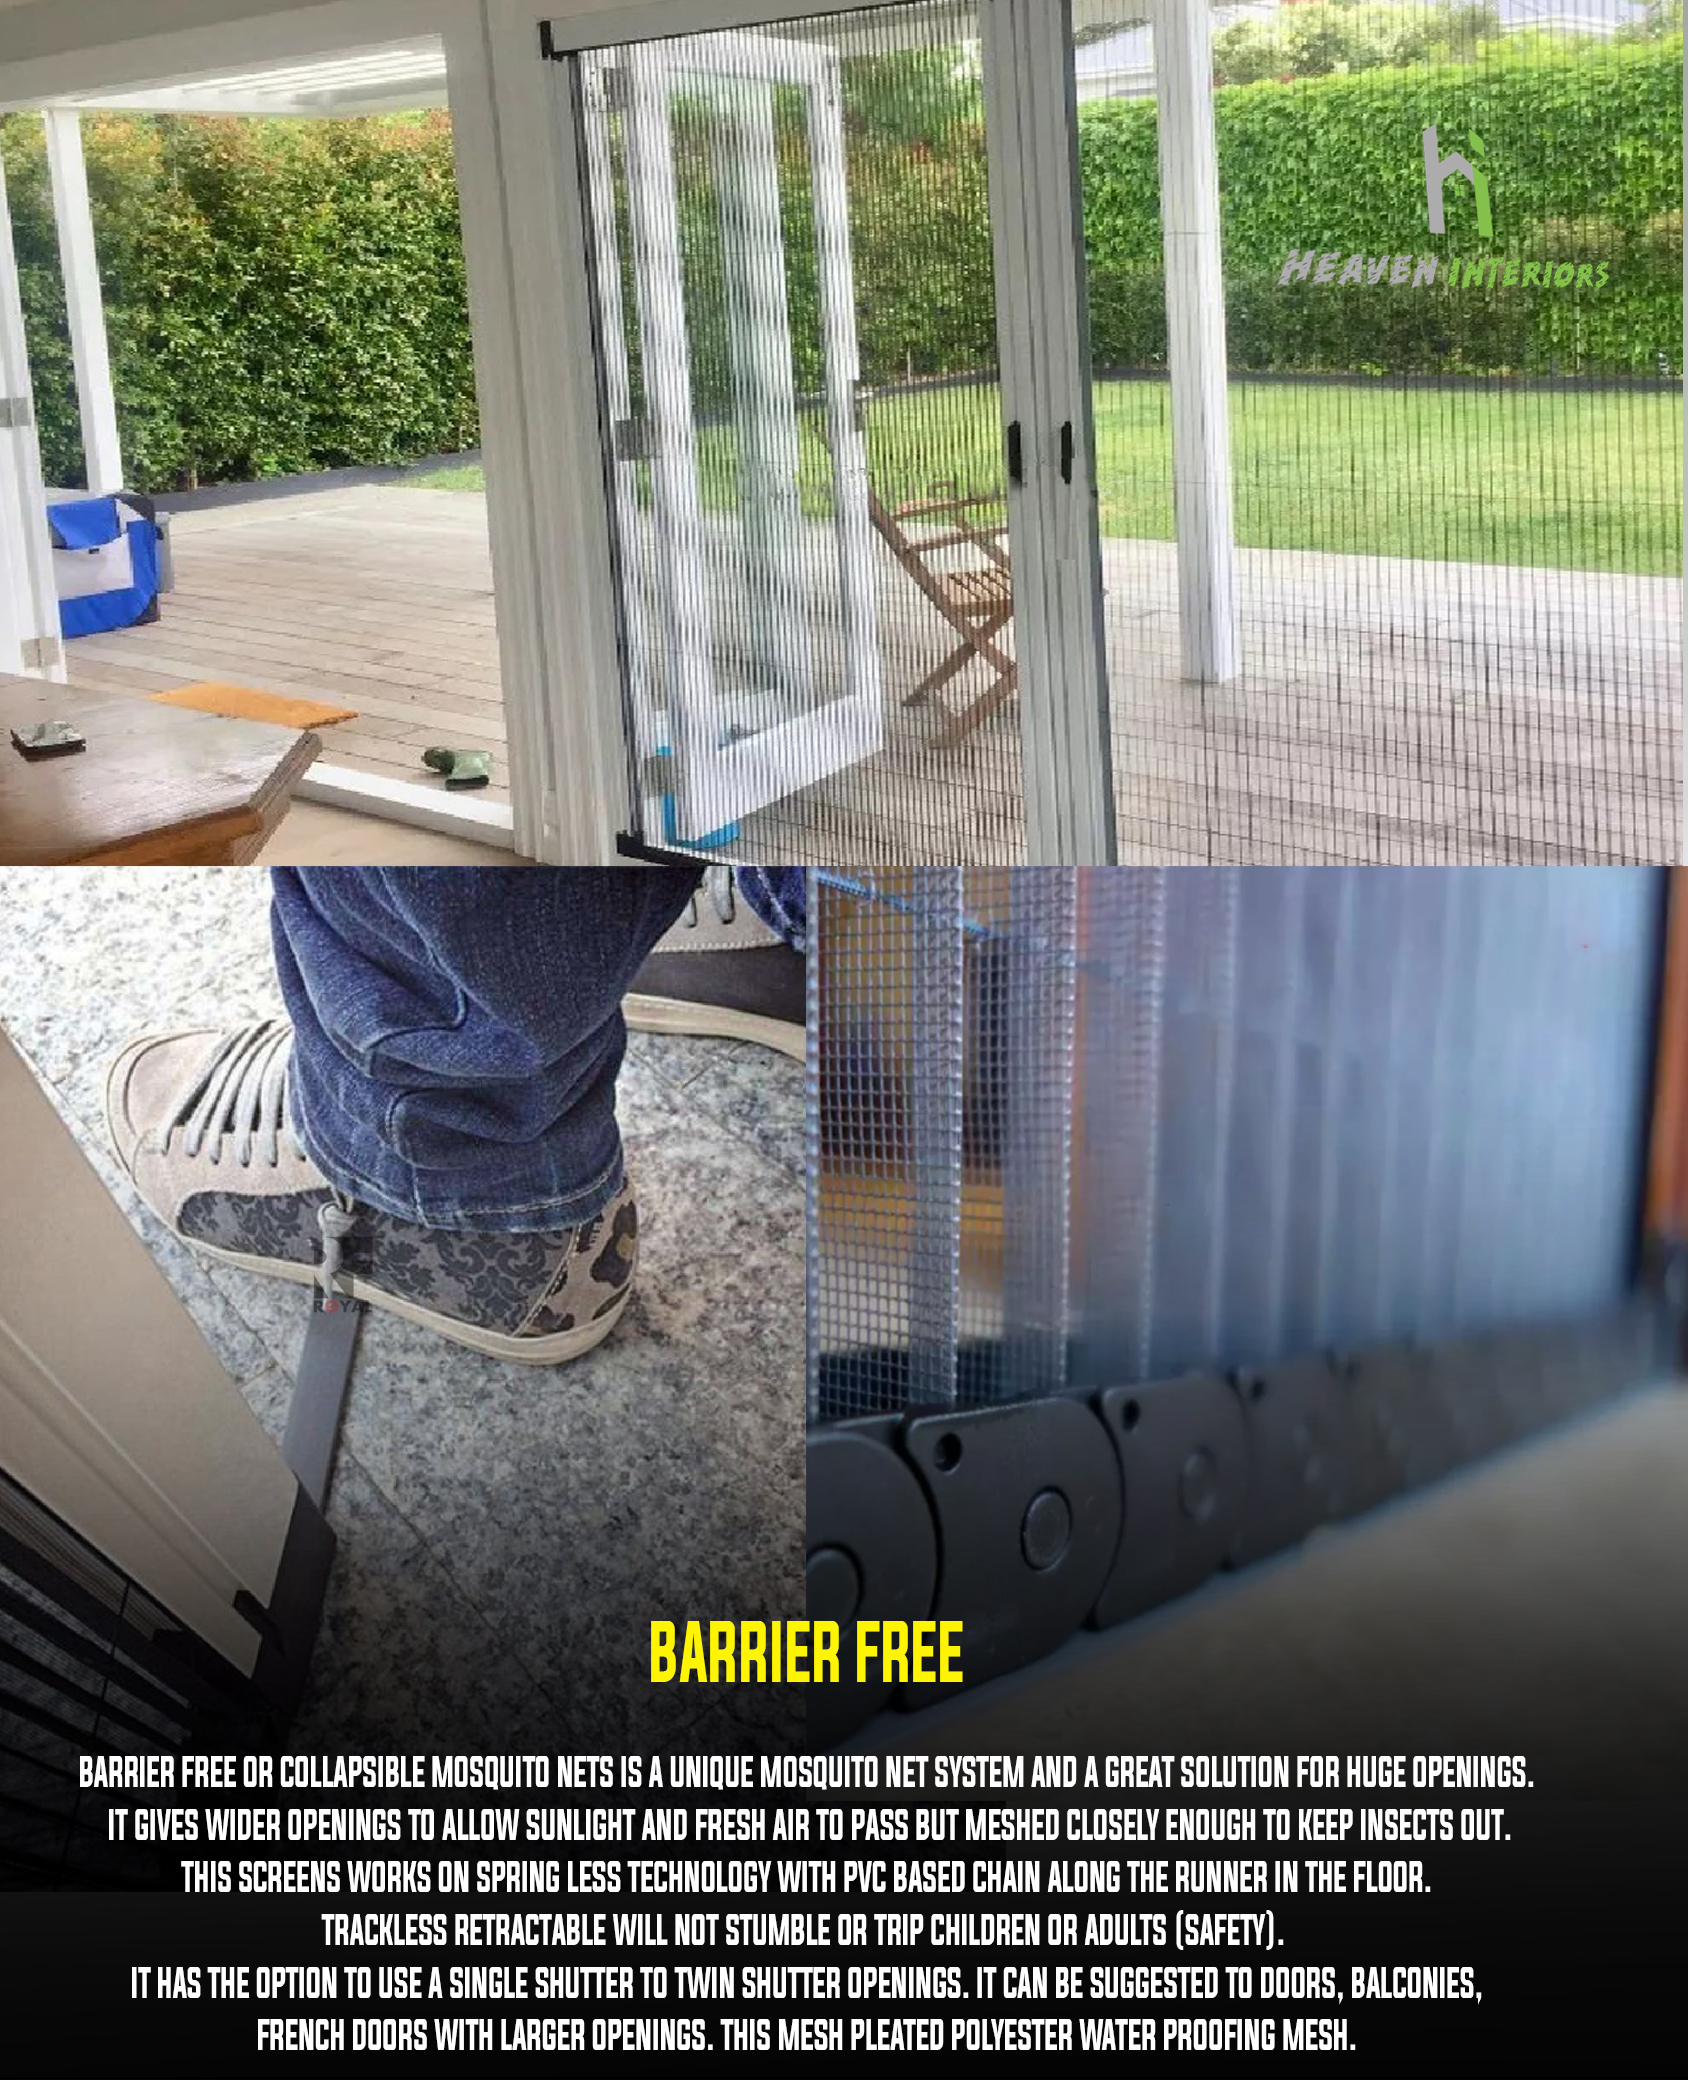 HEAVEN INTERIORS
ROYAL
BARRIER FREE
BARRIER FREE OR COLLAPSIBLE MOSQUITO NETS IS A UNIQUE MOSQUITO NET SYSTEM AND A GREAT SOLUTION FOR HUGE OPENINGS.
IT GIVES WIDER OPENINGS TO ALLOW SUNLIGHT AND FRESH AIR TO PASS BUT MESHED CLOSELY ENOUGH TO KEEP INSECTS OUT.
THIS SCREENS WORKS ON SPRING LESS TECHNOLOGY WITH PVC BASED CHAIN ALONG THE RUNNER IN THE FLOOR.
TRACKLESS RETRACTABLE WILL NOT STUMBLE OR TRIP CHILDREN OR ADULTS (SAFETY).
IT HAS THE OPTION TO USE A SINGLE SHUTTER TO TWIN SHUTTER OPENINGS. IT CAN BE SUGGESTED TO DOORS, BALCONIES,
FRENCH DOORS WITH LARGER OPENINGS. THIS MESH PLEATED POLYESTER WATER PROOFING MESH.